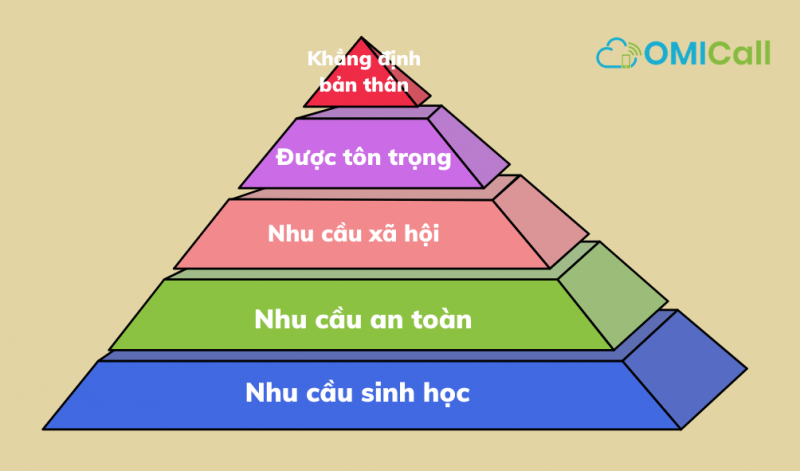 OMICall
Khẳng định
bản thân
Được tôn trọng
Nhu cầu xã hội
Nhu cầu an toàn
Nhu cầu sinh học